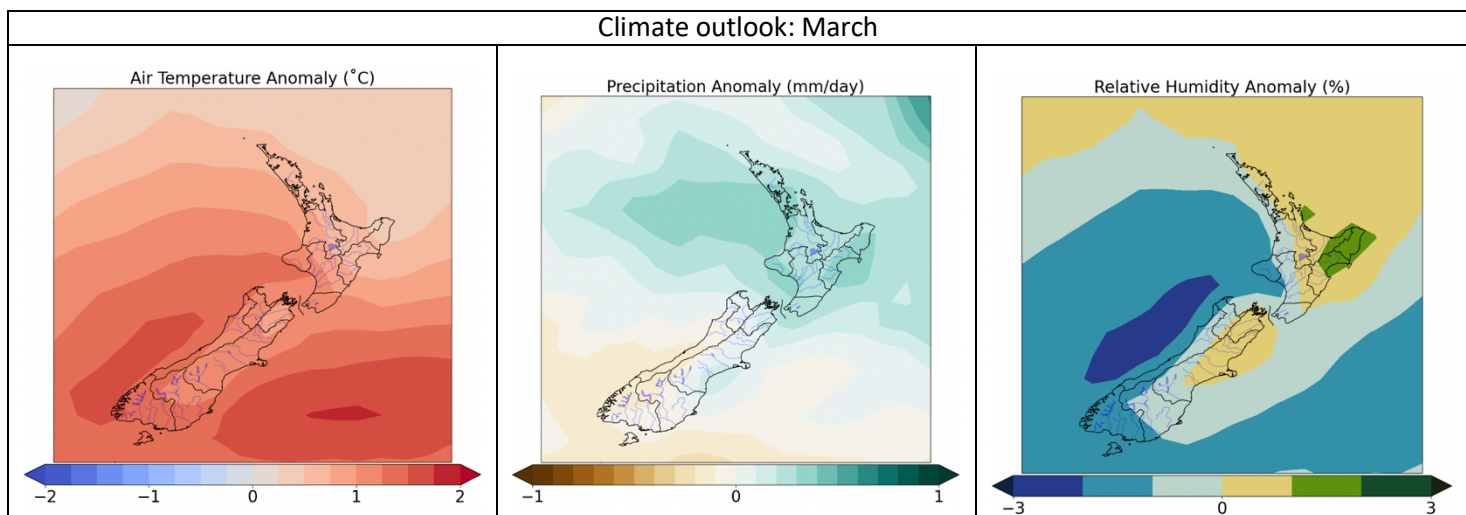 Climate outlook: March
Air Temperature Anomaly (˚C)
−2 −1 0 1 2
Precipitation Anomaly (mm/day)
−1 0 1
Relative Humidity Anomaly (%)
−3 0 3